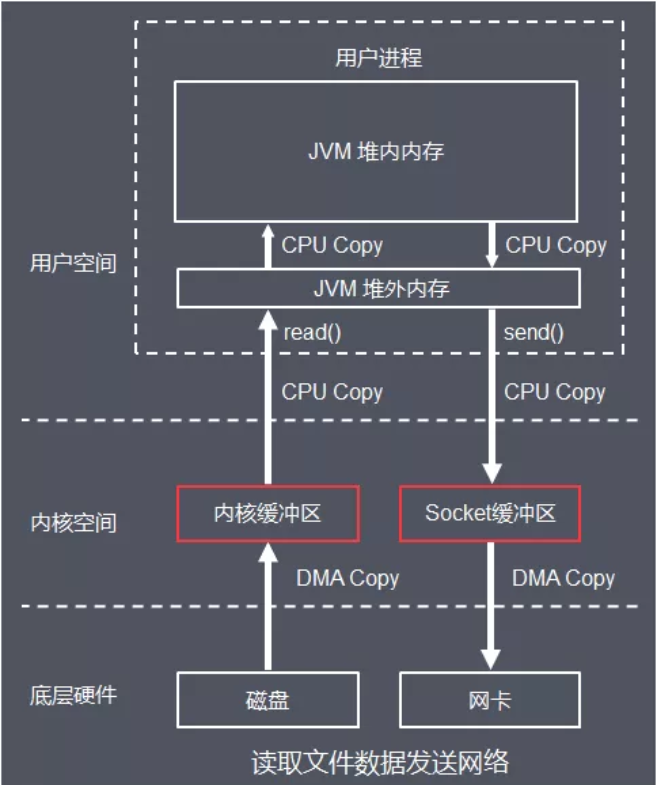 用户进程
JVM 堆内内存
CPU Copy
CPU Copy
用户空间
JVM 堆外内存
read()
send()
CPU Copy
CPU Copy
内核空间
内核缓冲区
Socket缓冲区
DMA Copy
DMA Copy
底层硬件
磁盘
网卡
读取文件数据发送网络